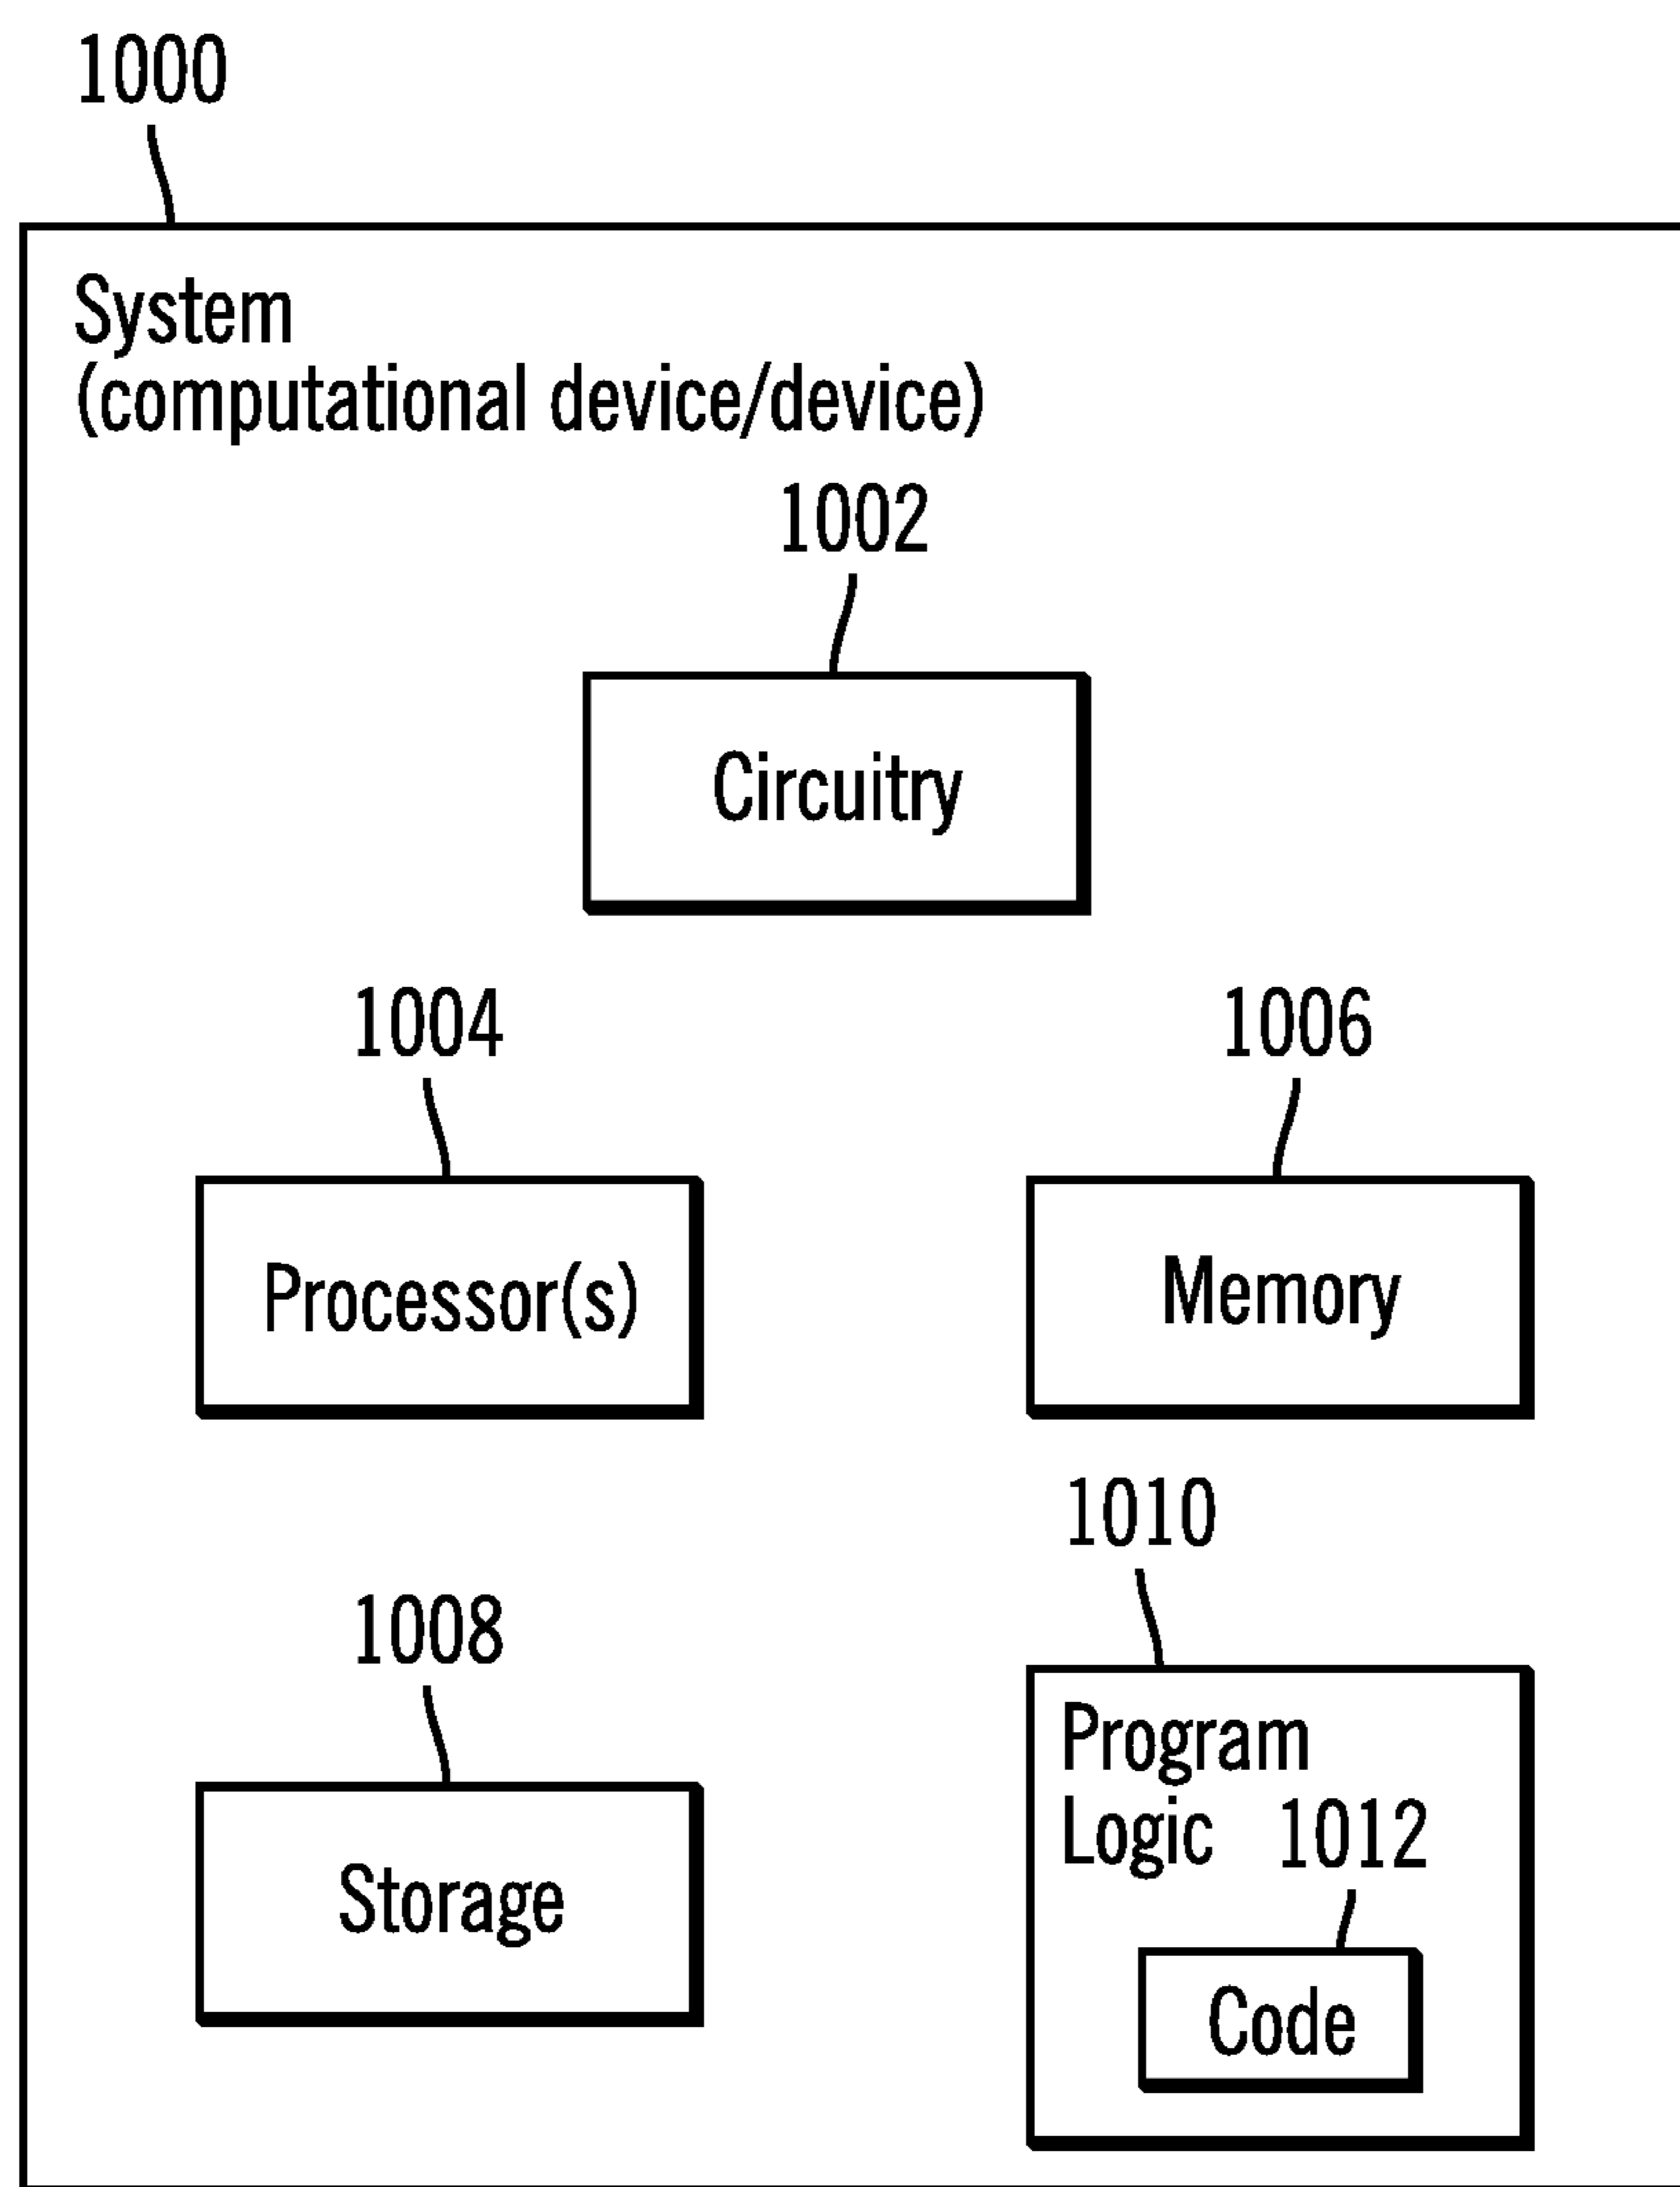 1000
System
(computational device/device)
1002
Circuitry
1004
1006
Processor(s)
Memory
1010
1008
Program
Logic 1012
Storage
Code